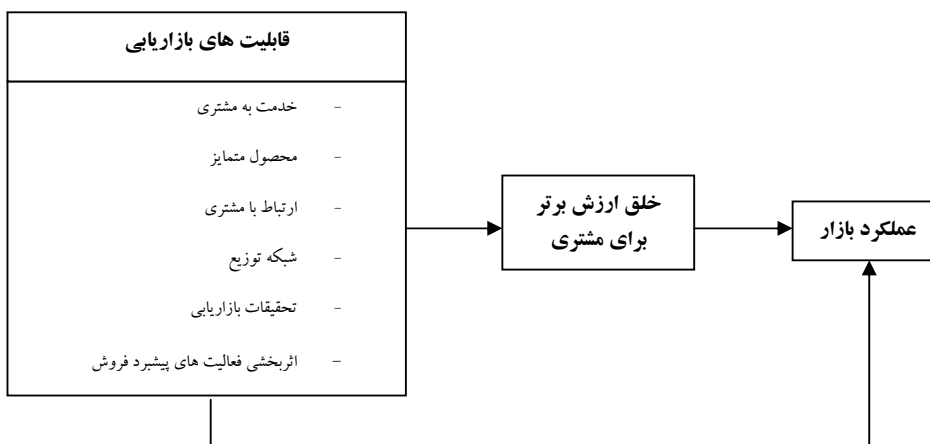 قابلیت های بازاریابی
- خدمت به مشتری
- محصول متمایز
- ارتباط با مشتری
- شبکه توزیع
- تحقیقات بازاریابی
- اثربخشی فعالیت های پیشبرد فروش
خلق ارزش برتر
برای مشتری
عملکرد بازار